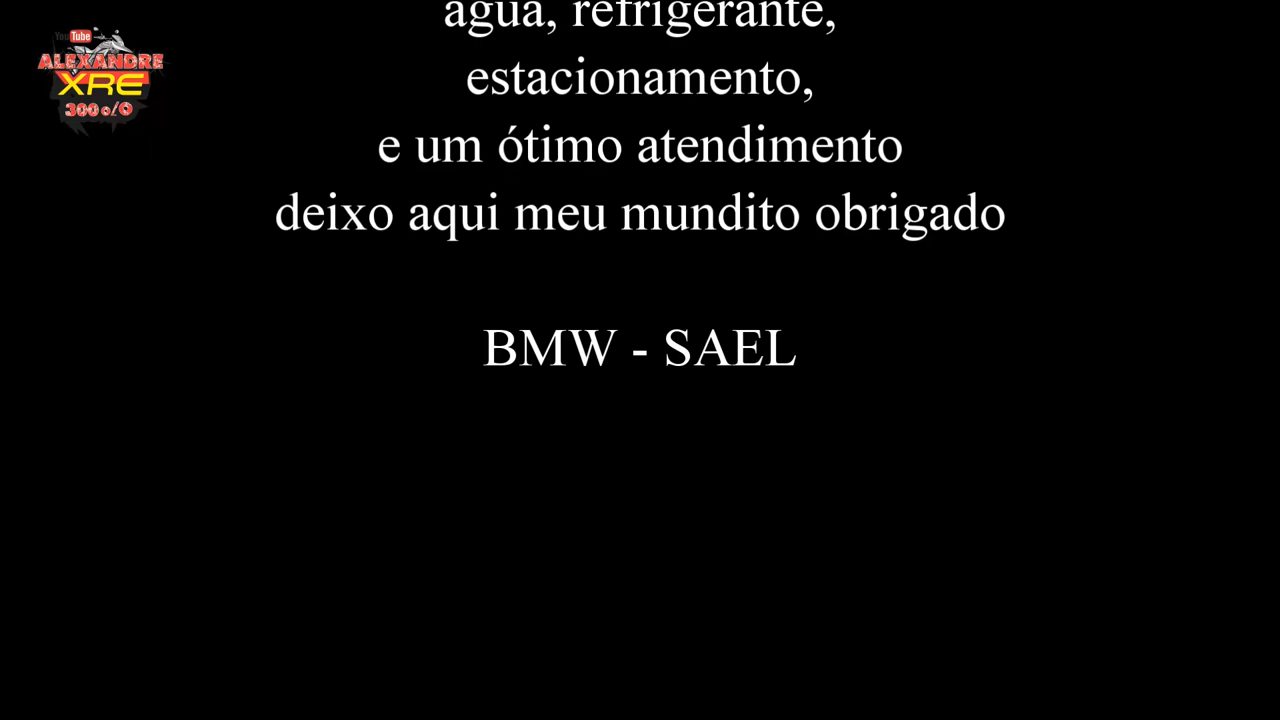 YouTube
ALEXANDRE
XRE
300 o/O
água, refrigerante,
estacionamento,
e um ótimo atendimento
deixo aqui meu mundito obrigado
BMW - SAEL